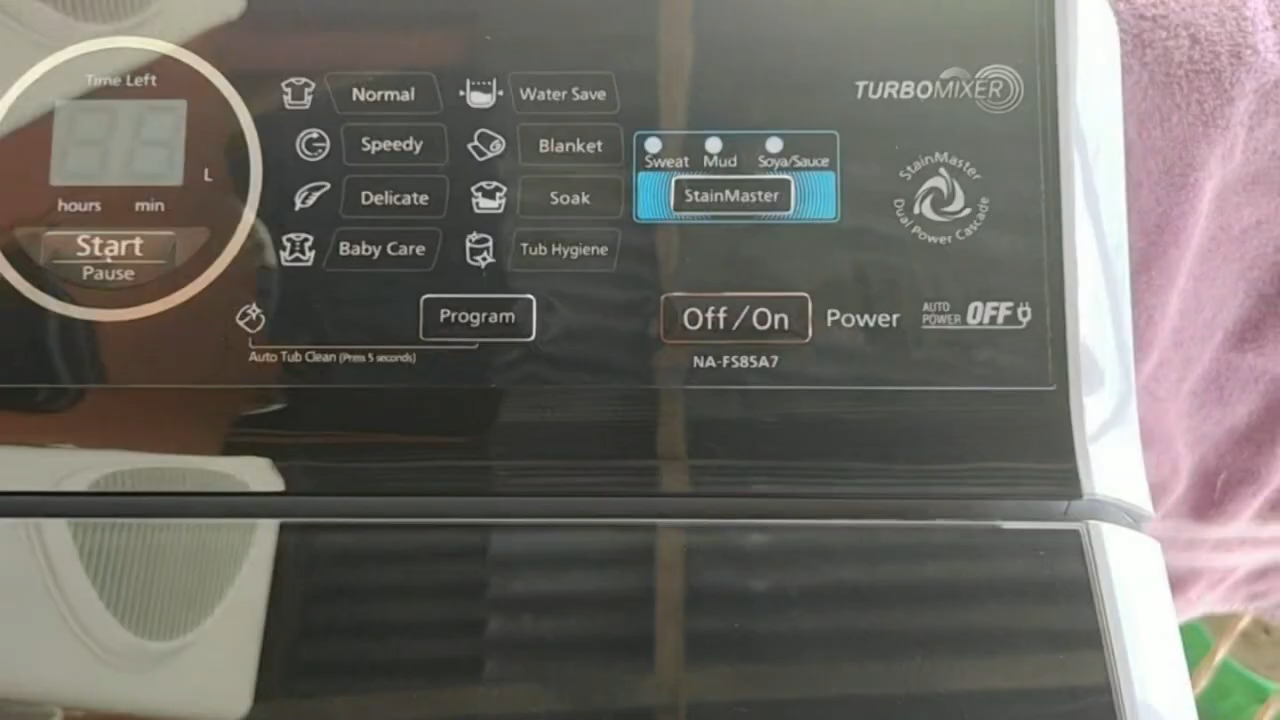 Time Left
L
hours min
Start
Pause
Normal
Speedy
Delicate
Baby Care
Water Save
Blanket
Soak
Tub Hygiene
Program
Auto Tub Clean (Press 5 seconds)
Sweat Mud Soya/Sauce
StainMaster
Off/On Power
NA-FS85A7
TURBOMIXER
StainMaster
Dual Power Cascade
AUTO
POWER OFF